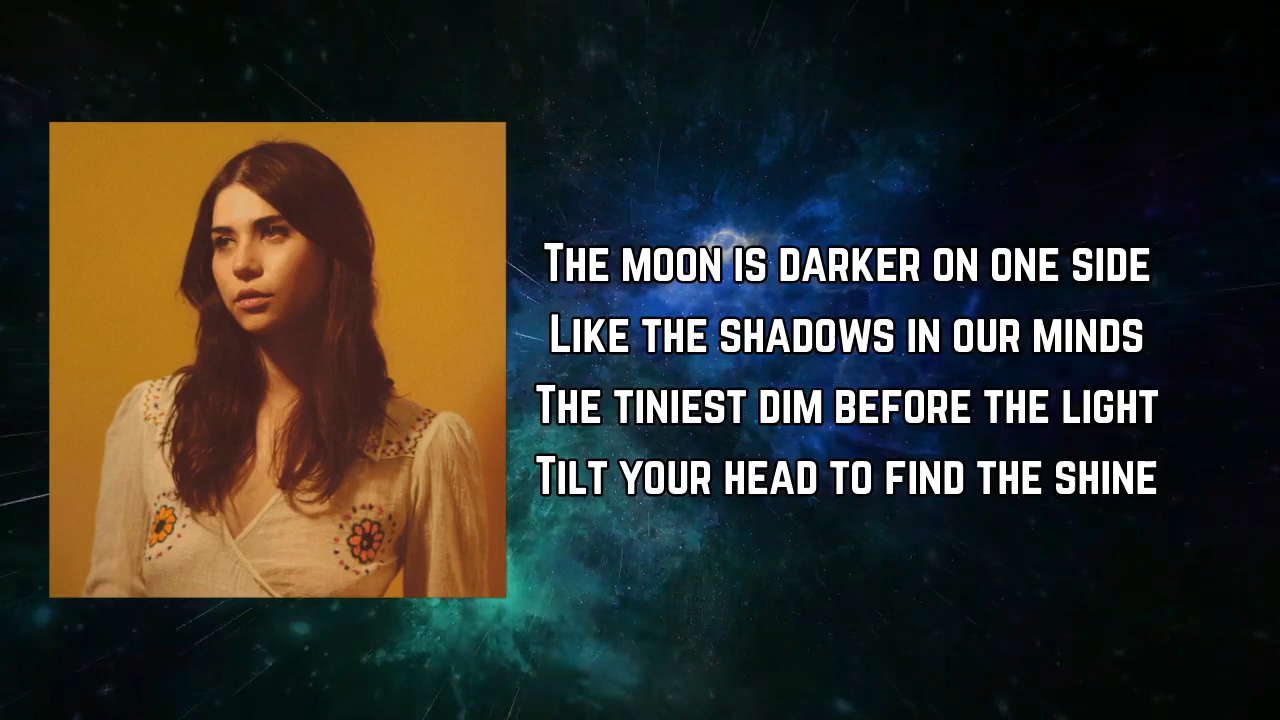 The moon is darker on one side
Like the shadows in our minds
The tiniest dim before the light
Tilt your head to find the shine